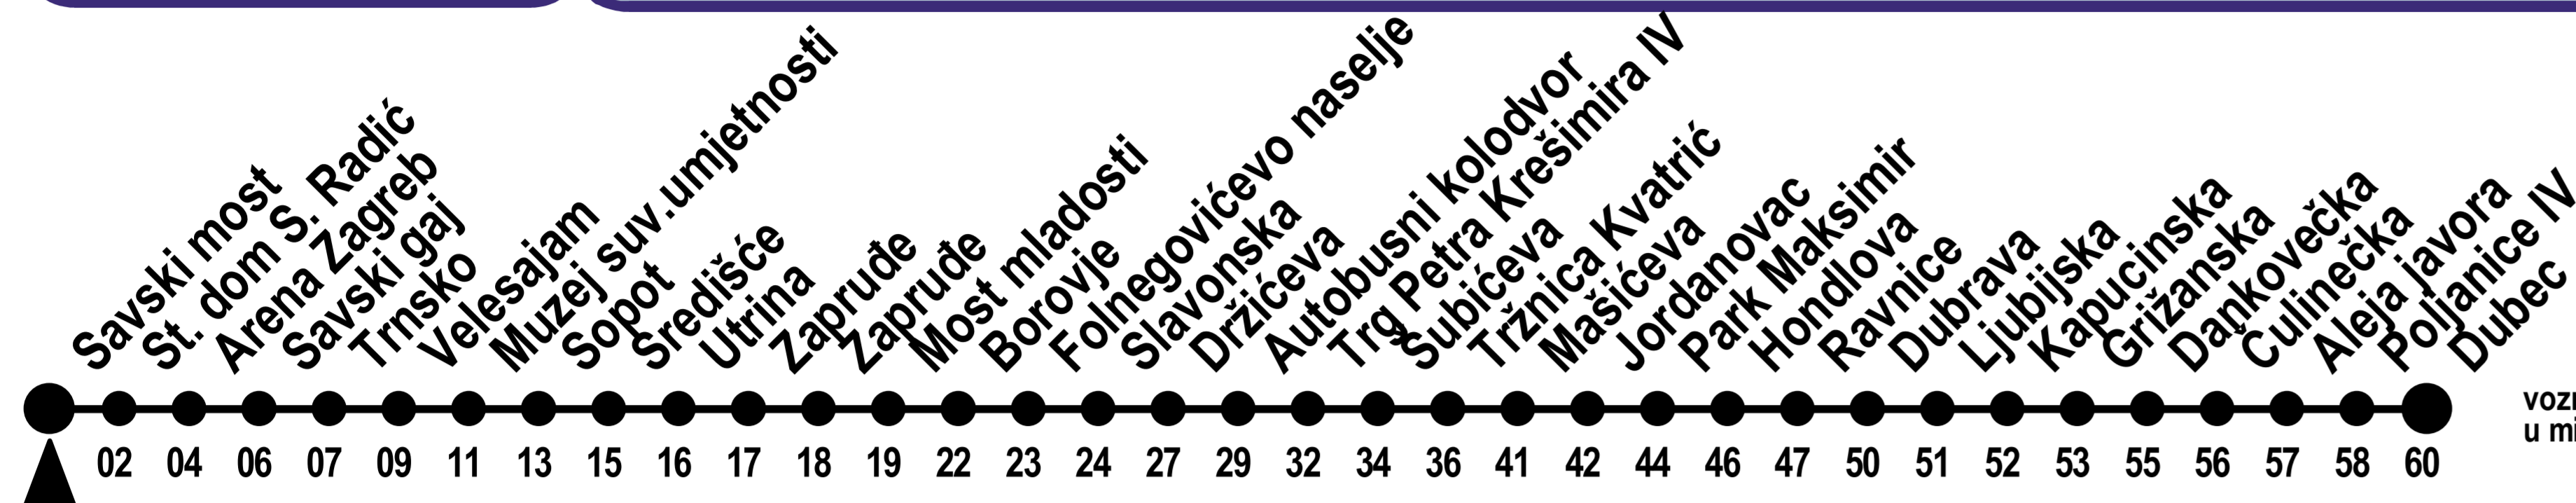 Savski most
St. dom S. Radić
Arena Zagreb
Savski gaj
Trnsko
Velesajam
Muzej suv.umjetnosti
Sopot
Središće
Utrina
Zapruđe
Zapruđe
Most mladosti
Borovje
Folnegovićevo naselje
Slavonska
Držićeva
Autobusni kolodvor
Trg Petra Krešimira IV
Šubićeva
Tržnica Kvatrić
Mašićeva
Jordanovac
Park Maksimir
Hondlova
Ravnice
Dubrava
Ljubijska
Kapucinska
Grižanska
Dankovečka
Čulinečka
Aleja javora
Poljanice IV
Dubec
02 04 06 07 09 11 13 15 16 17 18 19 22 23 24 27 29 32 34 36 41 42 44 46 47 50 51 52 53 55 56 57 58 60
u